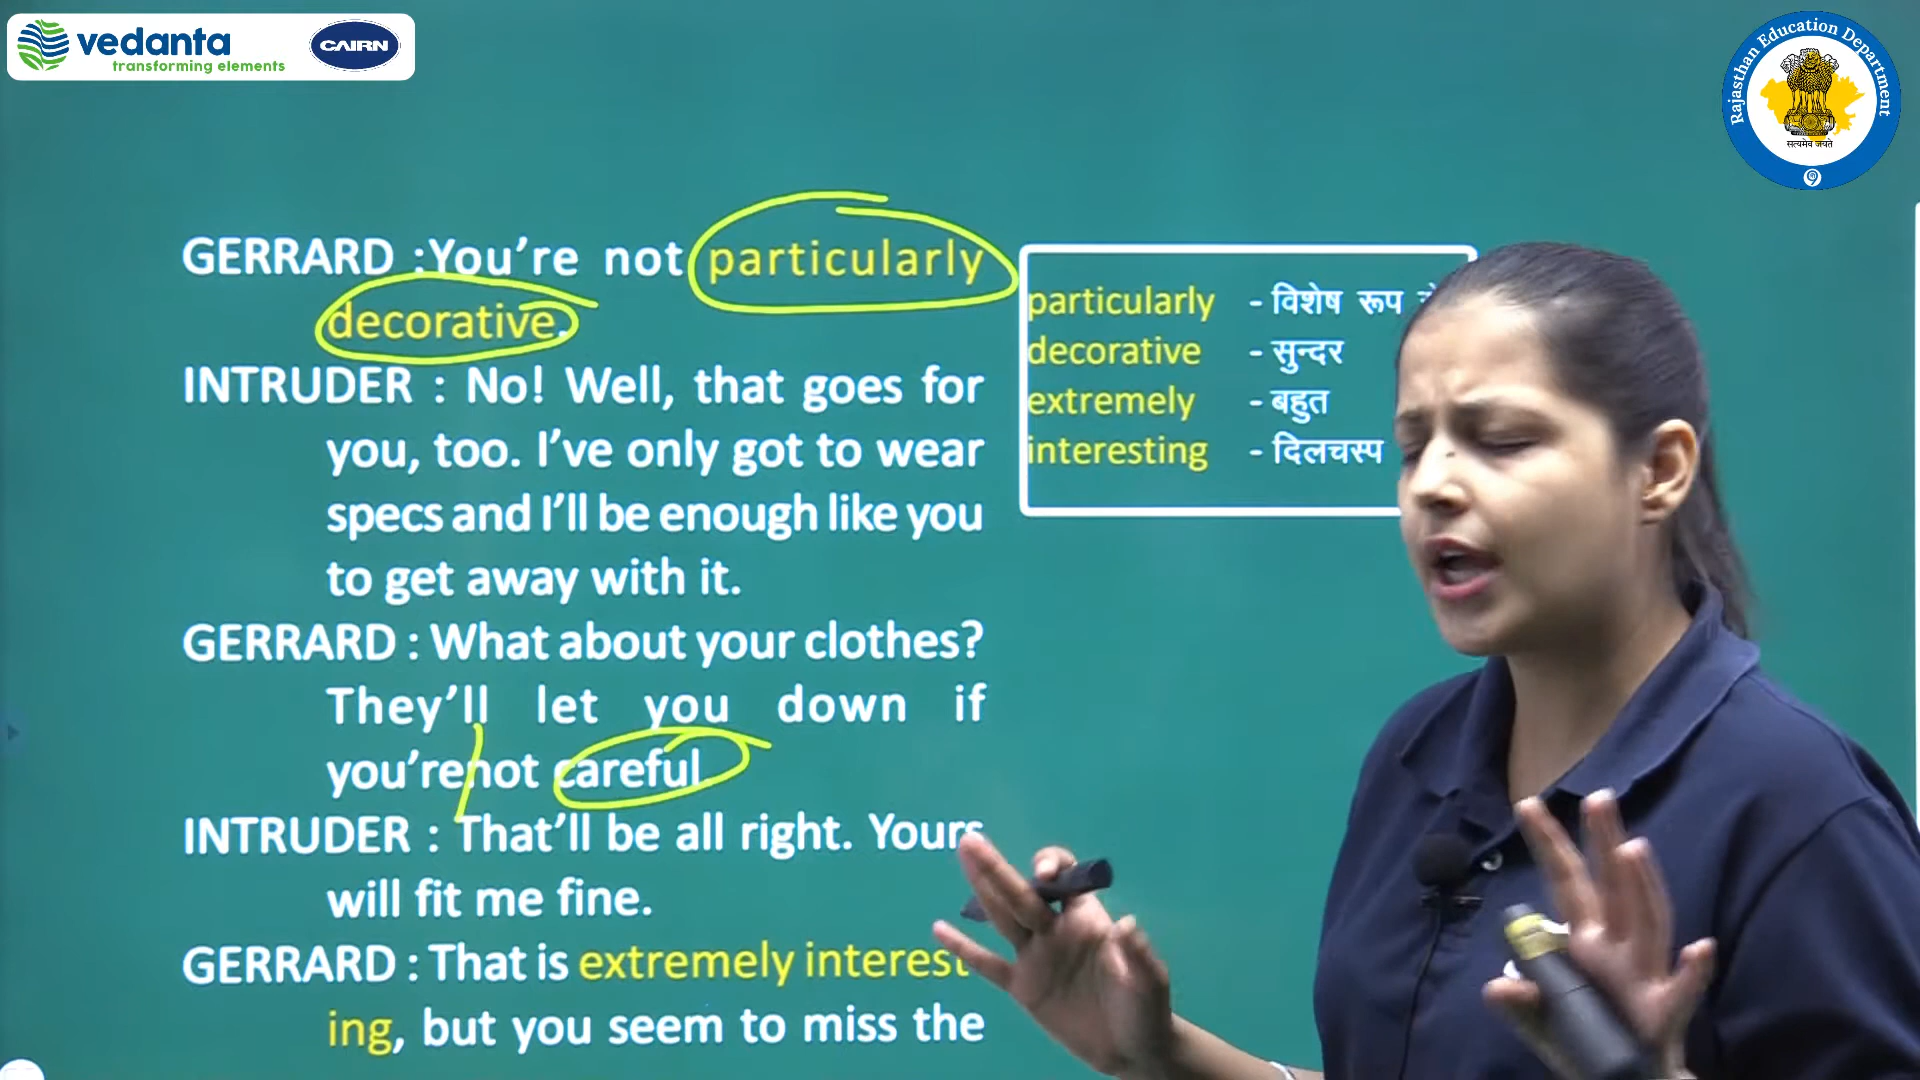 vedanta
transforming elements
CAIRN
Rajasthan Education Department
सत्यमेव जयते
GERRARD :You're not particularly
decorative.
INTRUDER : No! Well, that goes for
you, too. I've only got to wear
specs and I'll be enough like you
to get away with it.
GERRARD : What about your clothes?
They'll let you down if
you'renot careful.
INTRUDER : That'll be all right. Yours
will fit me fine.
GERRARD : That is extremely interest
ing, but you seem to miss the
particularly - विशेष रूप
decorative - सुन्दर
extremely - बहुत
interesting - दिलचस्प